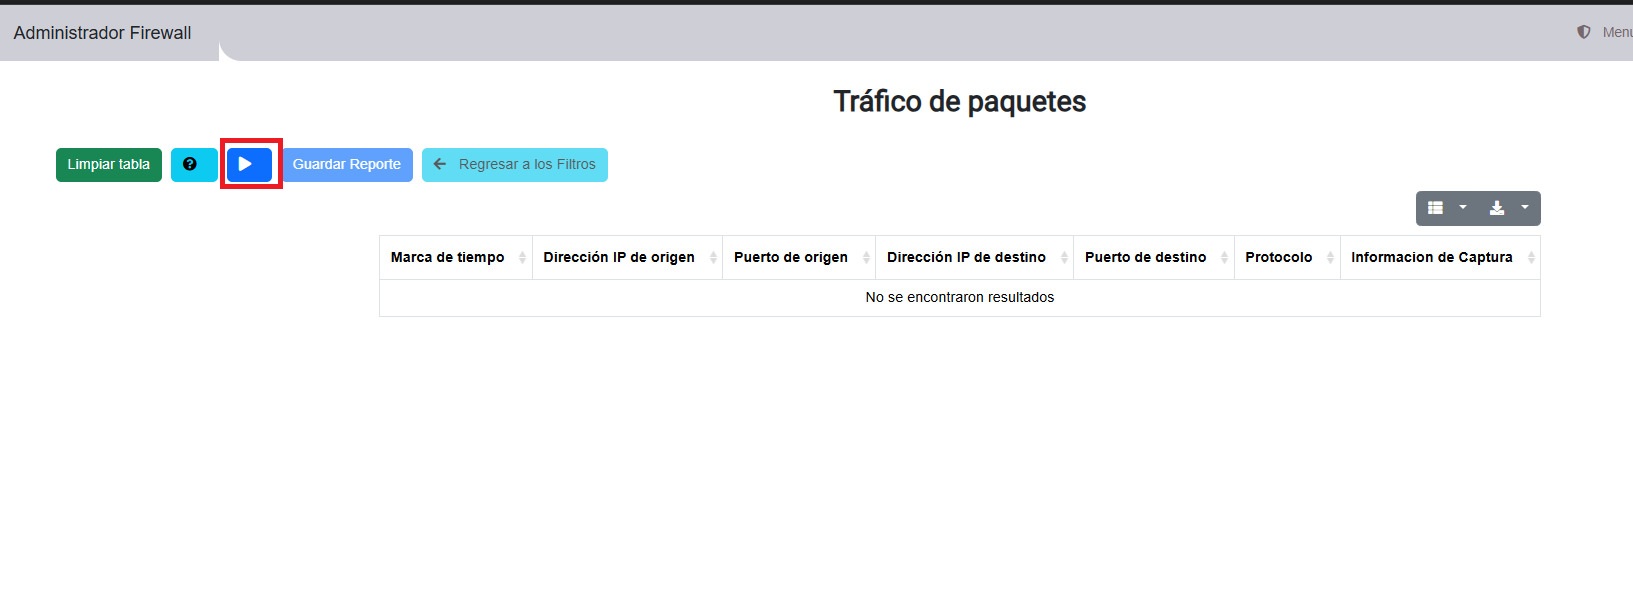 Administrador Firewall
Tráfico de paquetes
Limpiar tabla
Guardar Reporte
Regresar a los Filtros
Marca de tiempo Dirección IP de origen Puerto de origen Dirección IP de destino Puerto de destino Protocolo Informacion de Captura
No se encontraron resultados